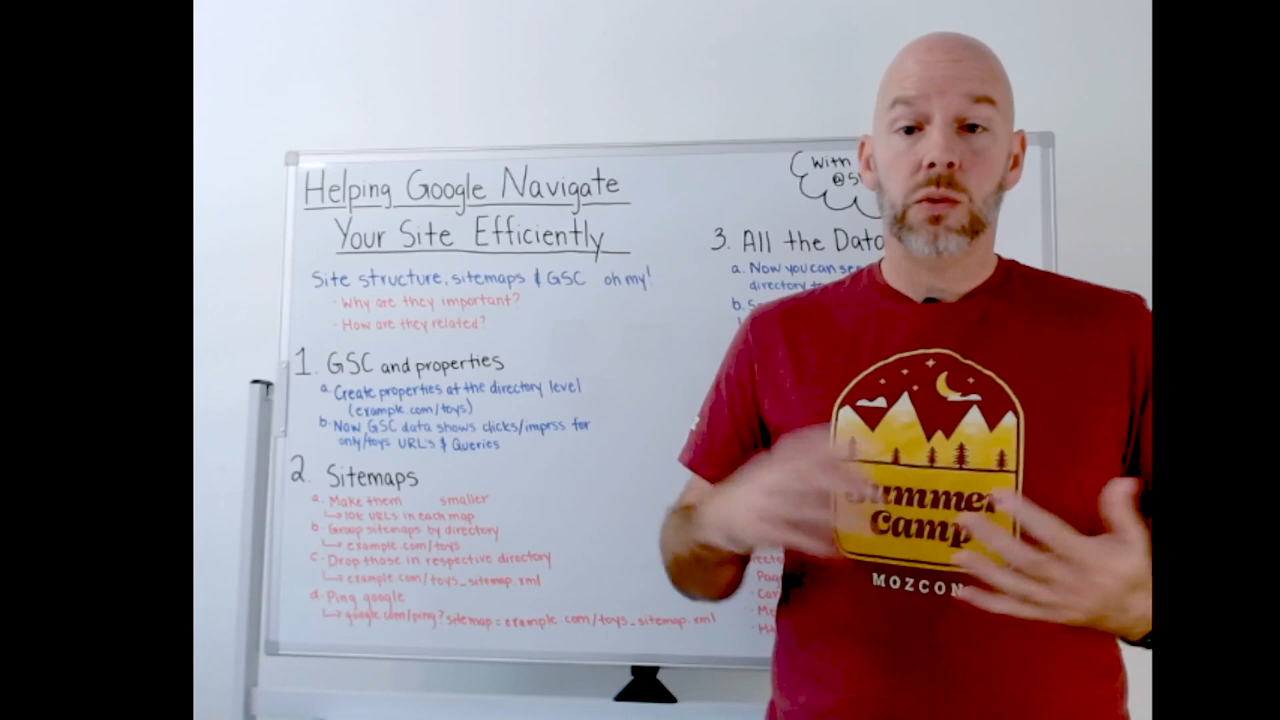 Helping Google Navigate
Your Site Efficiently
Site structure, sitemaps & GSC oh my!
· Why are they important?
· How are they related?
1. GSC and properties
a. Create properties at the directory level
(example.com/toys)
b. Now GSC data shows clicks/imprss for
only/toys URL's & Queries
2. Sitemaps
a. Make them smaller
↳ 10k URLs in each map
b. Group sitemaps by directory
↳ example.com/toys
c. Drop those in respective directory
↳ example.com/toys_sitemap.xml
d. Ping google
↳ google.com/ping?sitemap=example.com/toys_sitemap.xml
With
3. All the Data
a. Now you can see
directory
b.
Summer
Camp
MOZCON